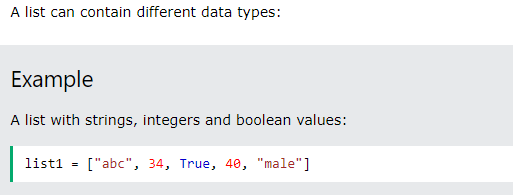 A list can contain different data types:
Example
A list with strings, integers and boolean values:
list1 = ["abc", 34, True, 40, "male"]